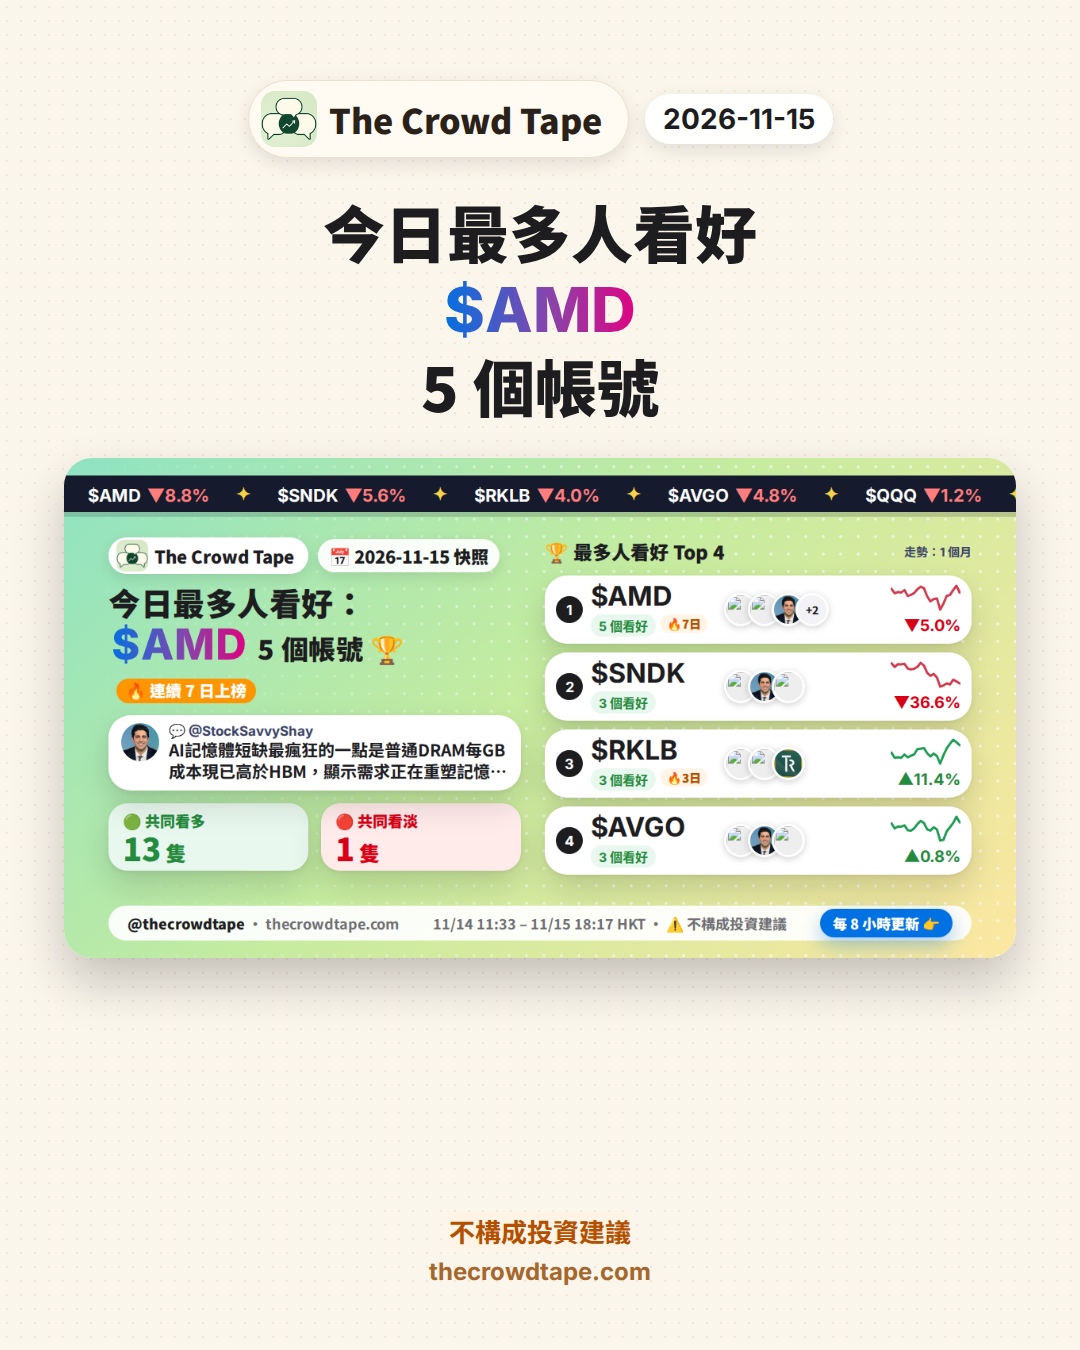 The Crowd Tape
2026-11-15
今日最多人看好
$AMD
5 個帳號
$AMD ▼8.8% ✦ $SNDK ▼5.6% ✦ $RKLB ▼4.0% ✦ $AVGO ▼4.8% ✦ $QQQ ▼1.2%
The Crowd Tape
📅 2026-11-15 快照
今日最多人看好：
$AMD 5 個帳號 🏆
🔥 連續 7 日上榜
💬 @StockSavvyShay
AI記憶體短缺最瘋狂的一點是普通DRAM每GB
成本現已高於HBM，顯示需求正在重塑記憶…
🟢 共同看多
13 隻
🔴 共同看淡
1 隻
🏆 最多人看好 Top 4
走勢：1個月
1 $AMD
5 個看好 🔥7日
+2
▼5.0%
2 $SNDK
3 個看好
▼36.6%
3 $RKLB
3 個看好 🔥3日
TR
▲11.4%
4 $AVGO
3 個看好
▲0.8%
@thecrowdtape • thecrowdtape.com 11/14 11:33 – 11/15 18:17 HKT • ⚠️ 不構成投資建議 每 8 小時更新 👉
不構成投資建議
thecrowdtape.com